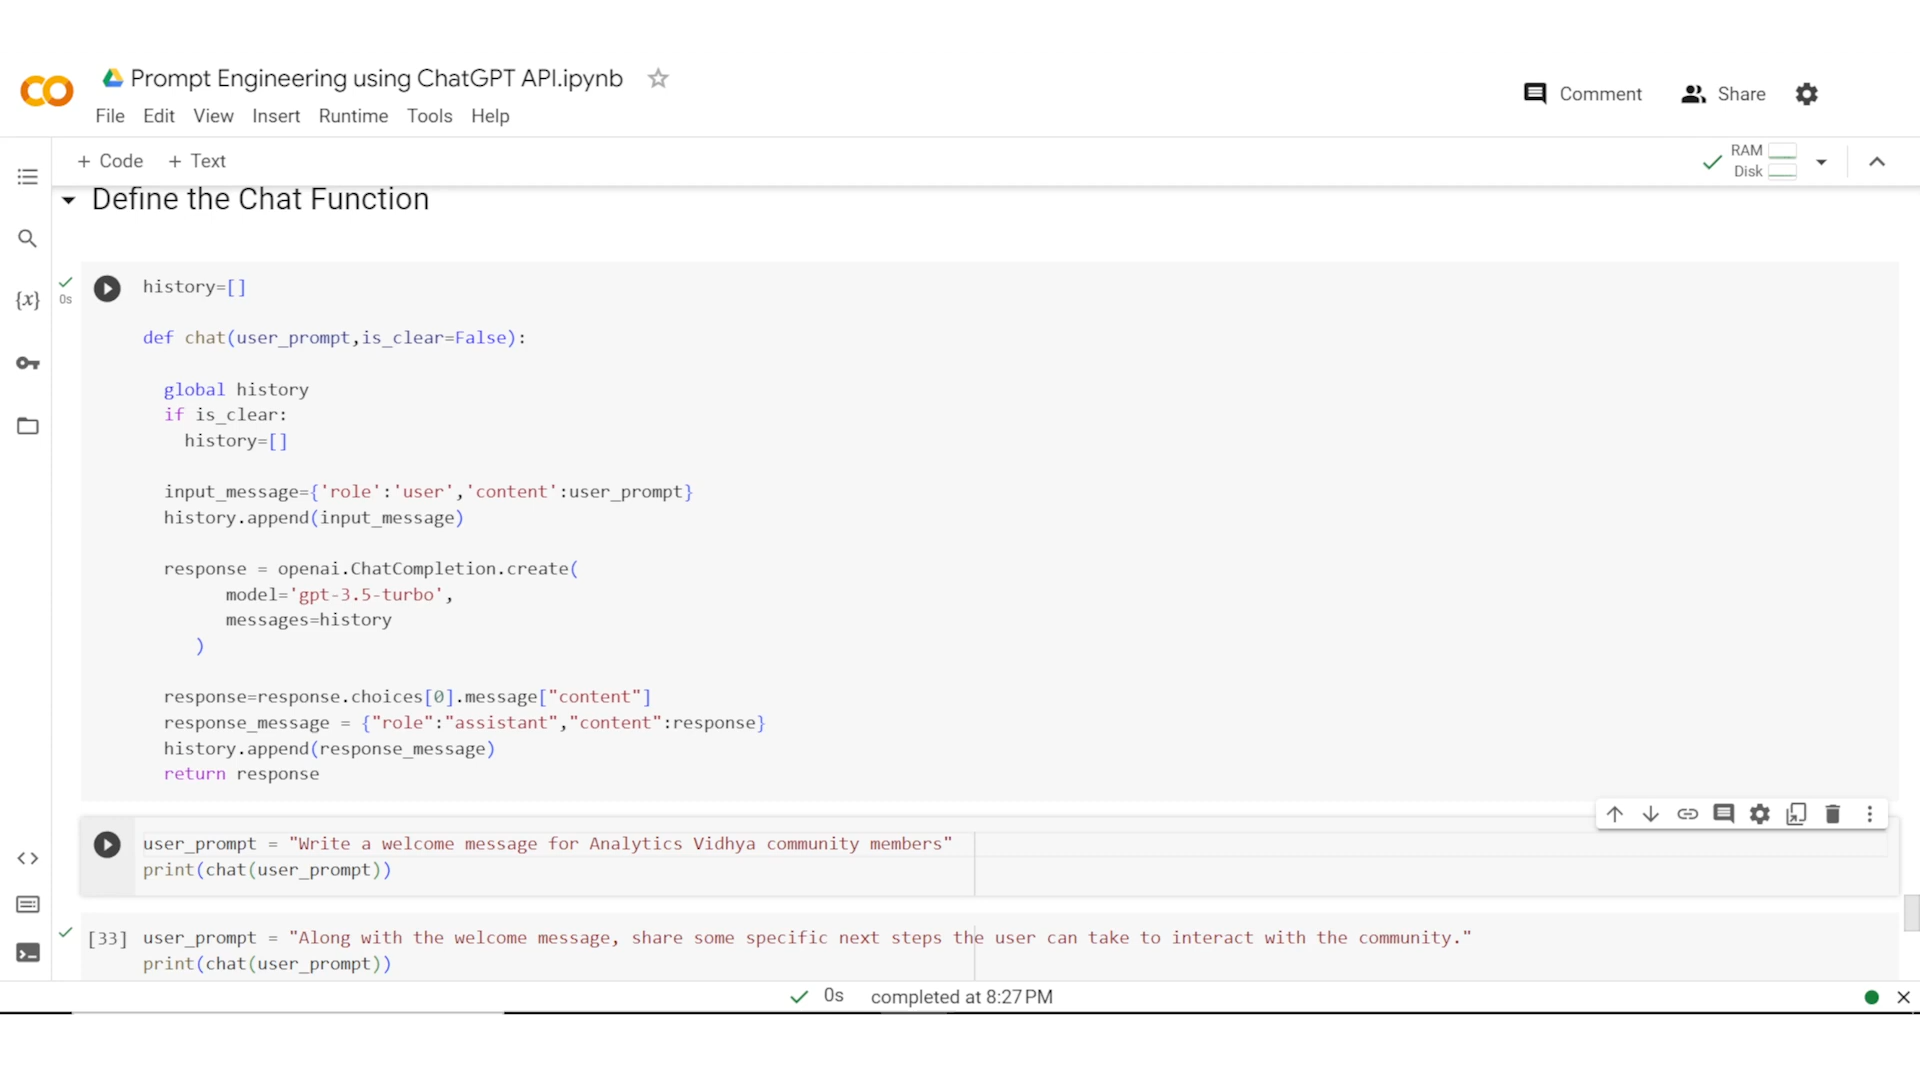 Prompt Engineering using ChatGPT API.ipynb
File Edit View Insert Runtime Tools Help
Comment Share
+ Code + Text
RAM
Disk
Define the Chat Function
{x}
0s
history=[]
def chat(user_prompt,is_clear=False):
global history
if is_clear:
history=[]
input_message={'role':'user','content':user_prompt}
history.append(input_message)
response = openai.ChatCompletion.create(
model='gpt-3.5-turbo',
messages=history
)
response=response.choices[0].message["content"]
response_message = {"role":"assistant","content":response}
history.append(response_message)
return response
user_prompt = "Write a welcome message for Analytics Vidhya community members"
print(chat(user_prompt))
[33] user_prompt = "Along with the welcome message, share some specific next steps the user can take to interact with the community."
print(chat(user_prompt))
0s completed at 8:27 PM